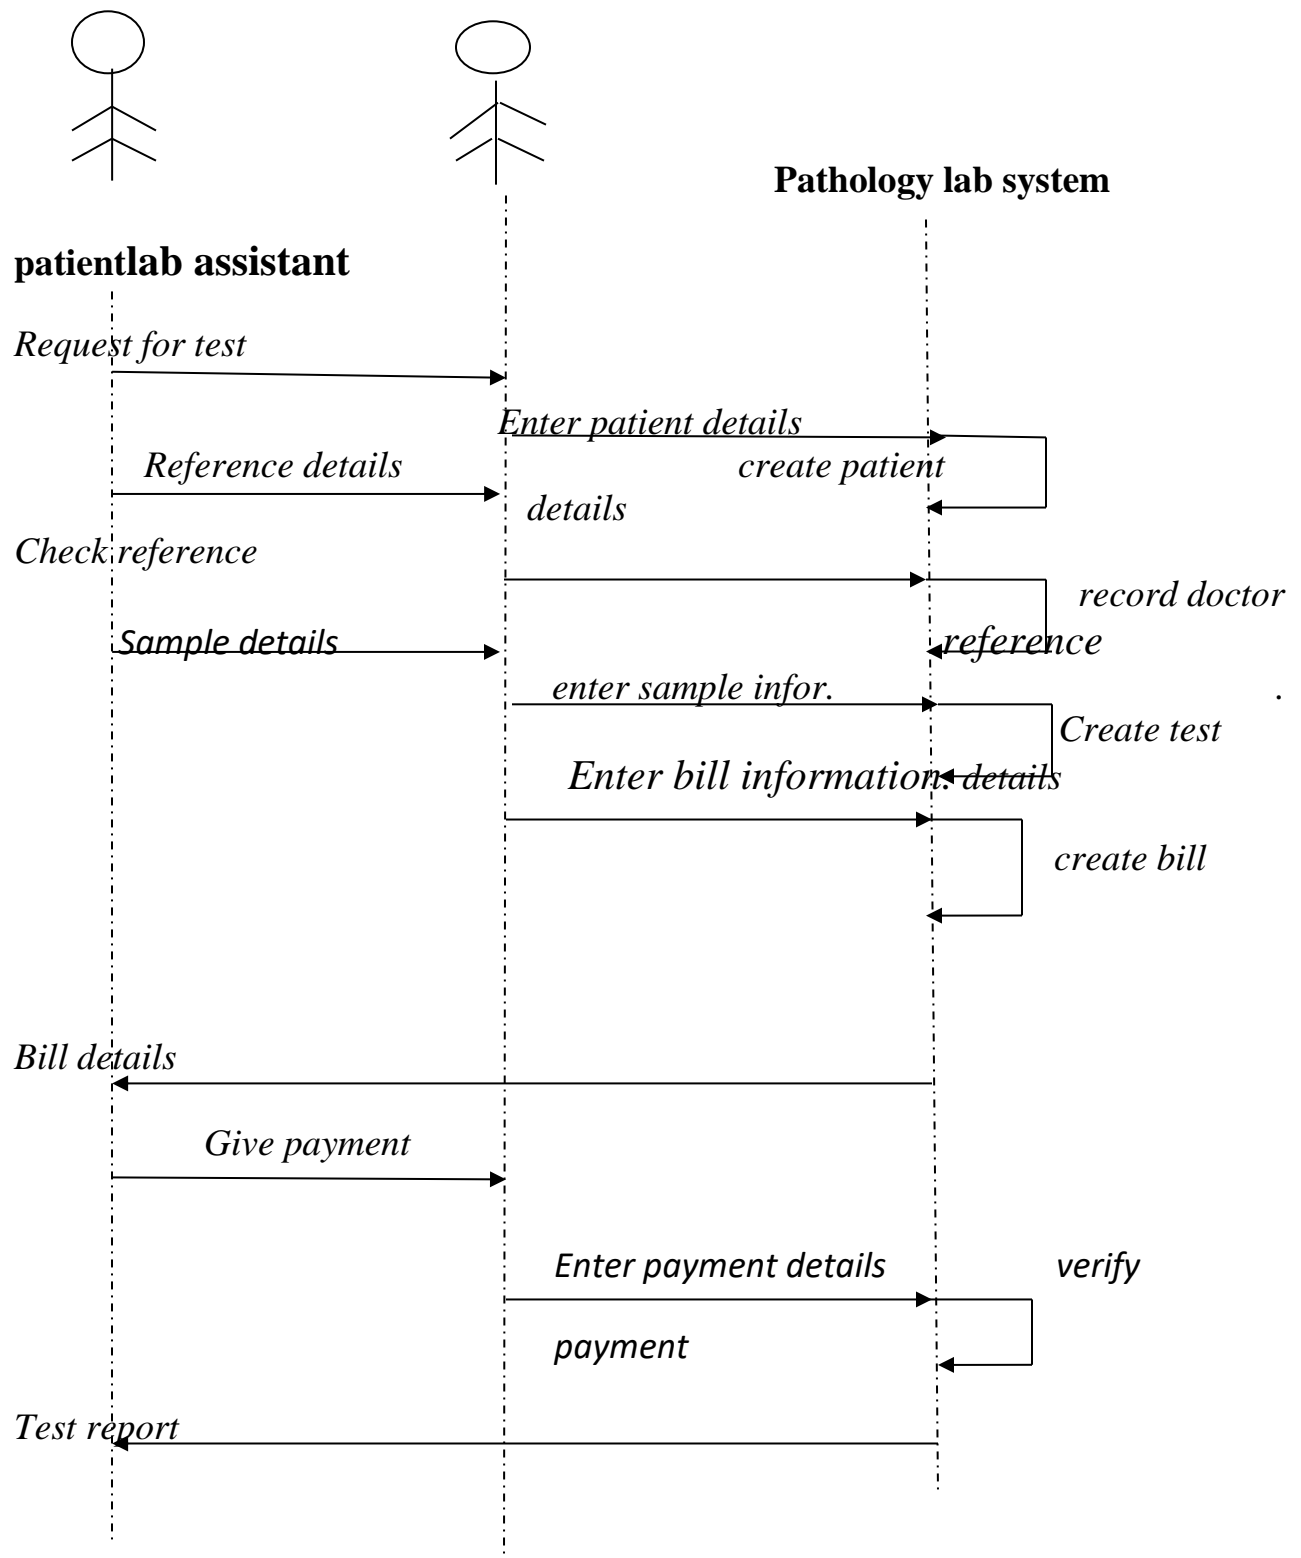 Pathology lab system
patientlab assistant
Request for test
Enter patient details
Reference details create patient
details
Check reference
record doctor
Sample details reference
enter sample infor. .
Create test
Enter bill information. details
create bill
Bill details
Give payment
Enter payment details verify
payment
Test report